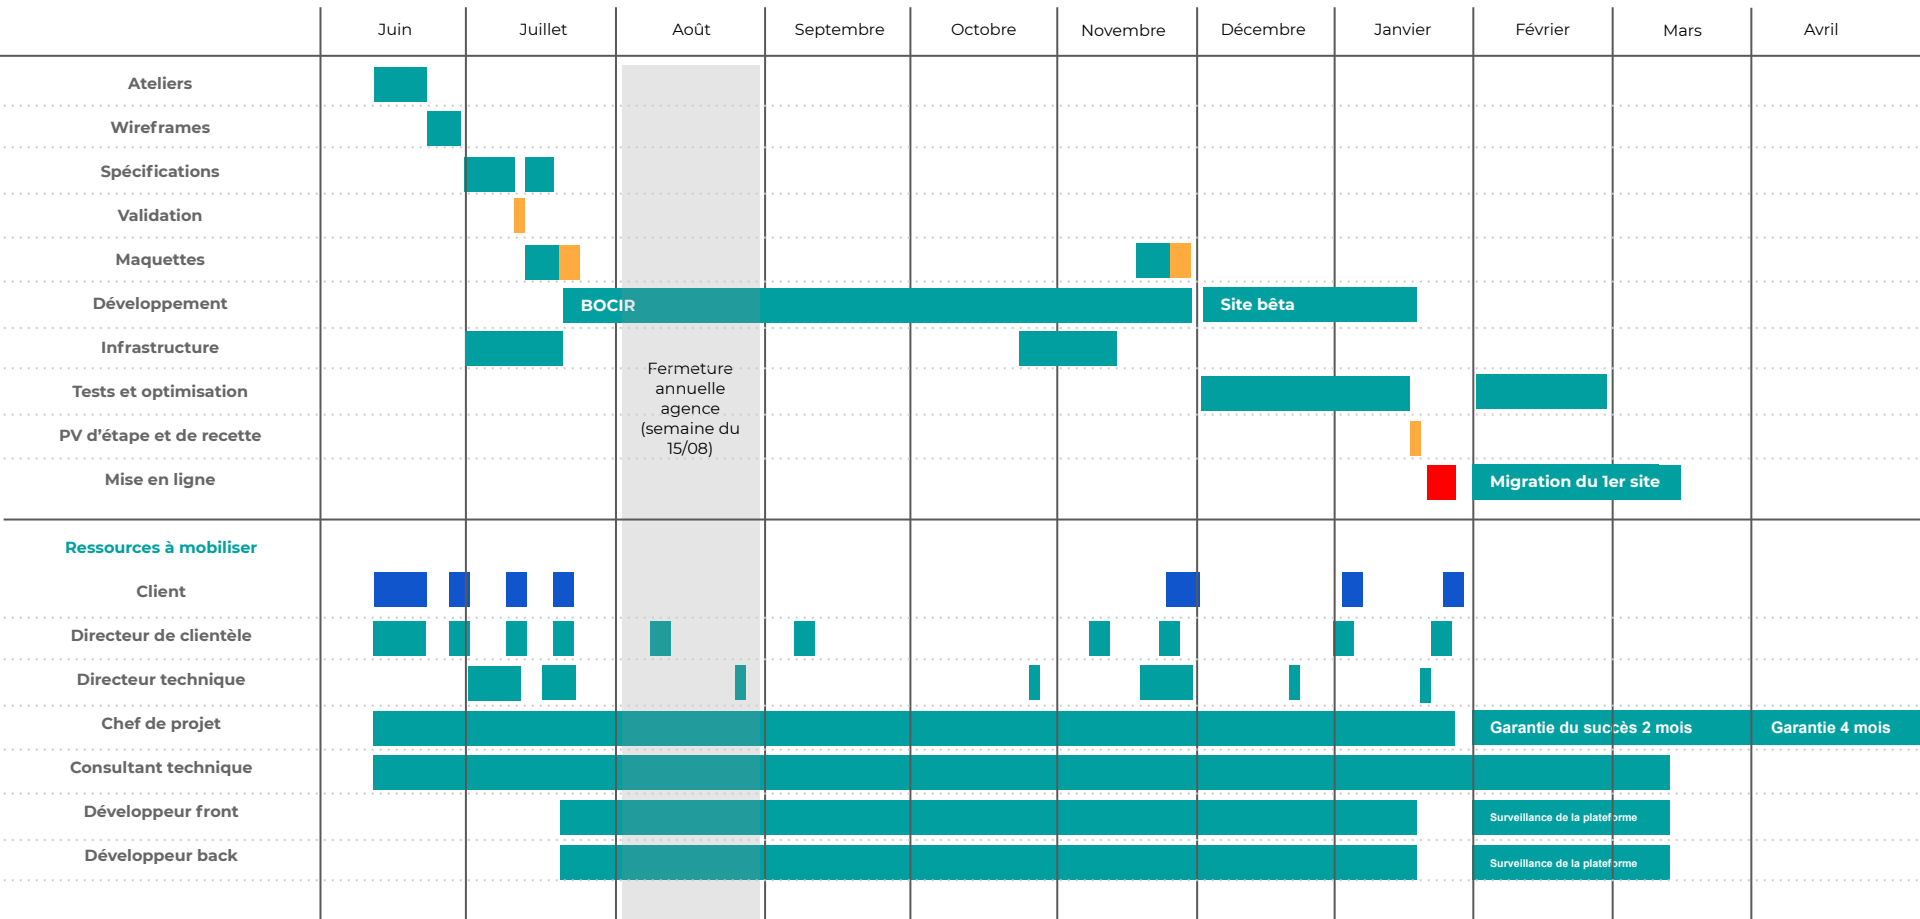 Juin
Juillet
Août
Septembre
Octobre
Novembre
Décembre
Janvier
Février
Mars
Avril
Ateliers
Wireframes
Spécifications
Validation
Maquettes
Développement
BOCIR
Site bêta
Infrastructure
Fermeture
annuelle
agence
(semaine du
15/08)
Tests et optimisation
PV d’étape et de recette
Mise en ligne
Migration du 1er site
Ressources à mobiliser
Client
Directeur de clientèle
Directeur technique
Chef de projet
Garantie du succès 2 mois
Garantie 4 mois
Consultant technique
Développeur front
Surveillance de la plateforme
Développeur back
Surveillance de la plateforme